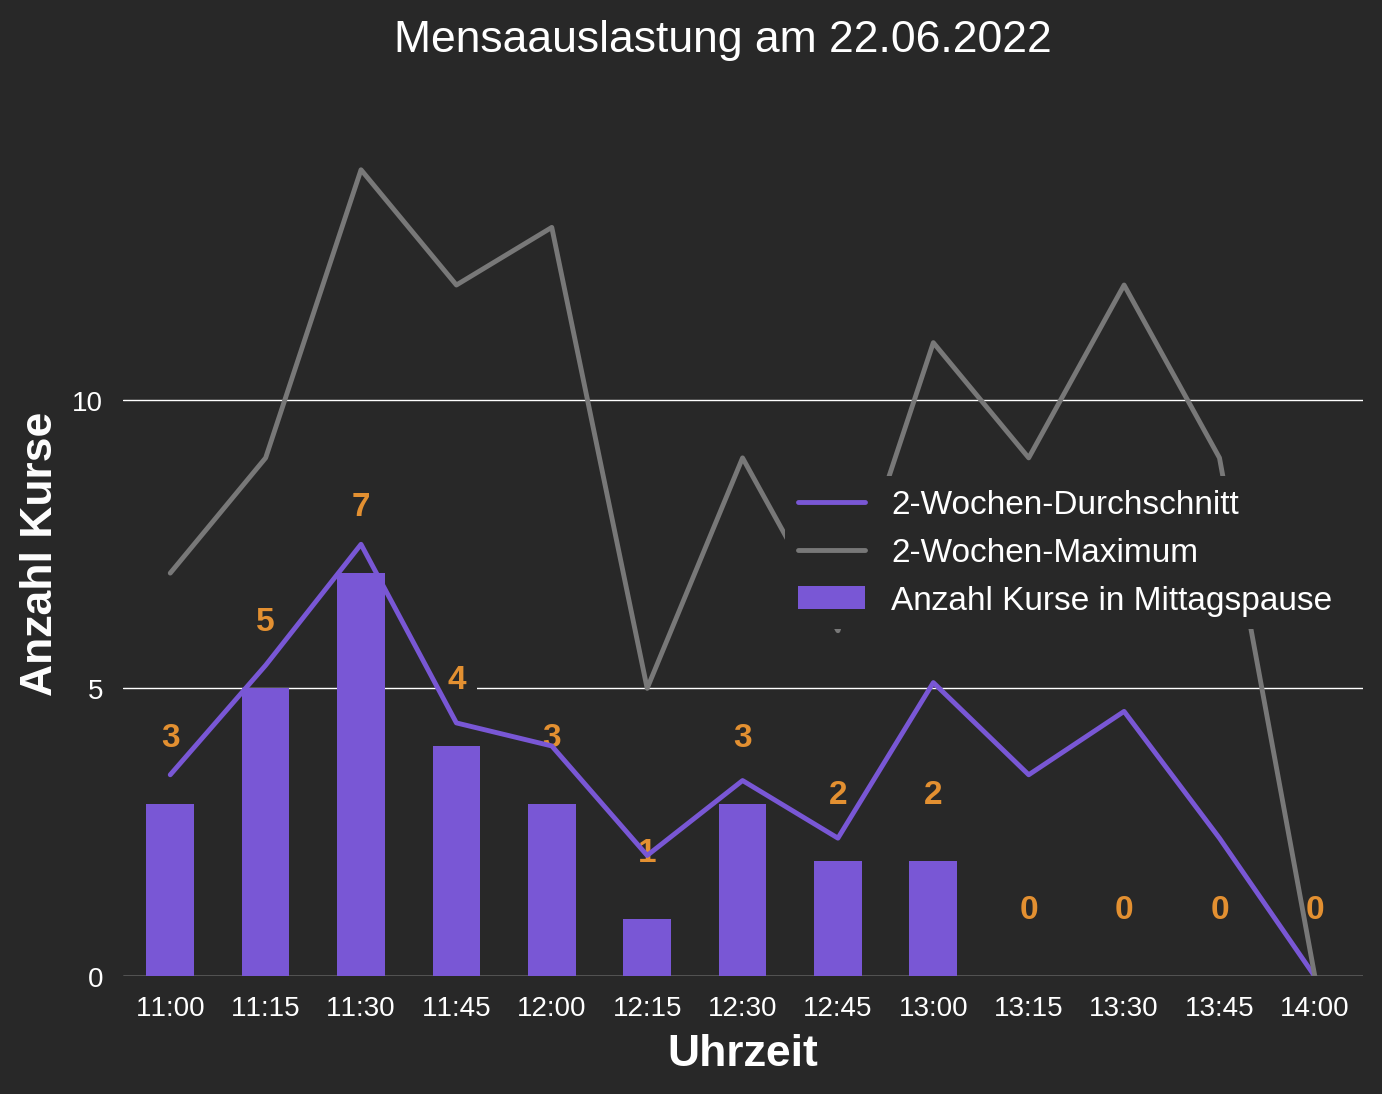 Mensaauslastung am 22.06.2022
Anzahl Kurse
10
5
0
7
5
4
3
3
3
2
2
1
0
0
0
0
2-Wochen-Durchschnitt
2-Wochen-Maximum
Anzahl Kurse in Mittagspause
11:00 11:15 11:30 11:45 12:00 12:15 12:30 12:45 13:00 13:15 13:30 13:45 14:00
Uhrzeit